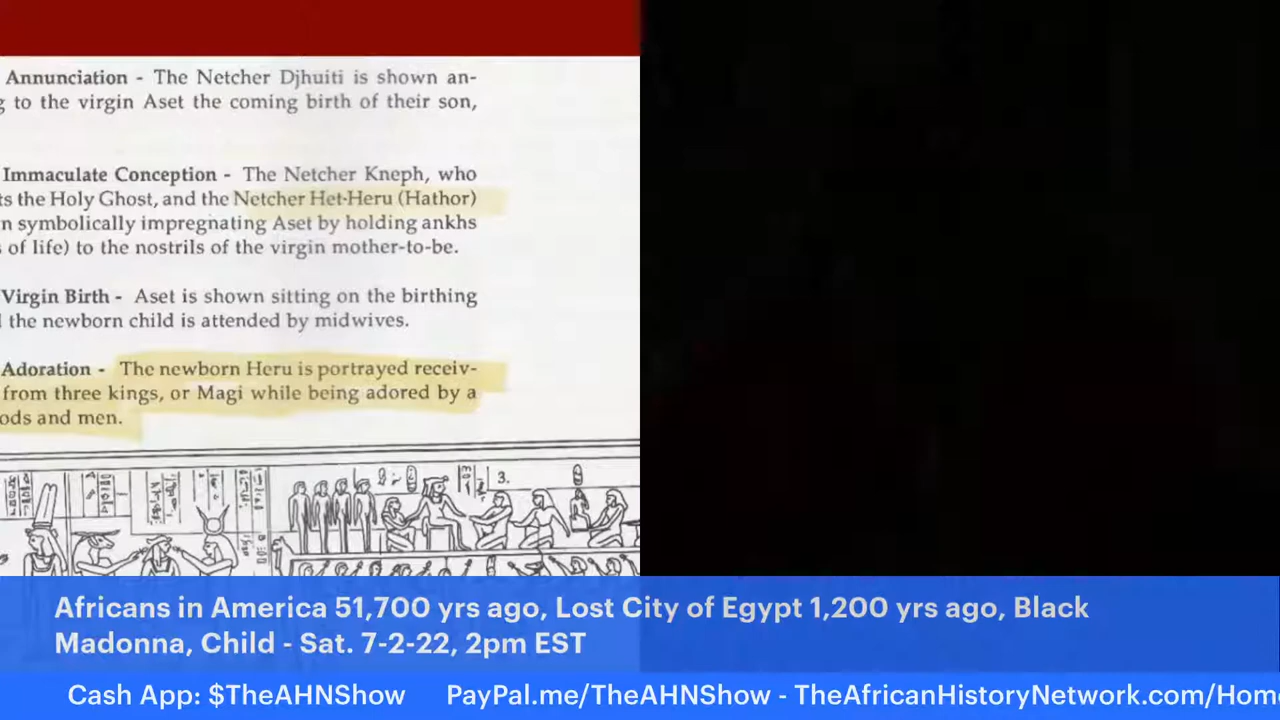 Annunciation - The Netcher Djhuiti is shown an-
g to the virgin Aset the coming birth of their son,
Immaculate Conception - The Netcher Kneph, who
ts the Holy Ghost, and the Netcher Het-Heru (Hathor)
n symbolically impregnating Aset by holding ankhs
s of life) to the nostrils of the virgin mother-to-be.
Virgin Birth - Aset is shown sitting on the birthing
l the newborn child is attended by midwives.
Adoration - The newborn Heru is portrayed receiv-
from three kings, or Magi while being adored by a
ods and men.
3.
Africans in America 51,700 yrs ago, Lost City of Egypt 1,200 yrs ago, Black
Madonna, Child - Sat. 7-2-22, 2pm EST
Cash App: $TheAHNShow PayPal.me/TheAHNShow - TheAfricanHistoryNetwork.com/Hom